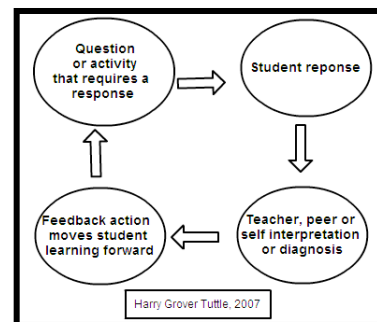 Question
or activity
that requires a
response
Student reponse
Teacher, peer or
self interpretation
or diagnosis
Feedback action
moves student
learning forward
Harry Grover Tuttle, 2007